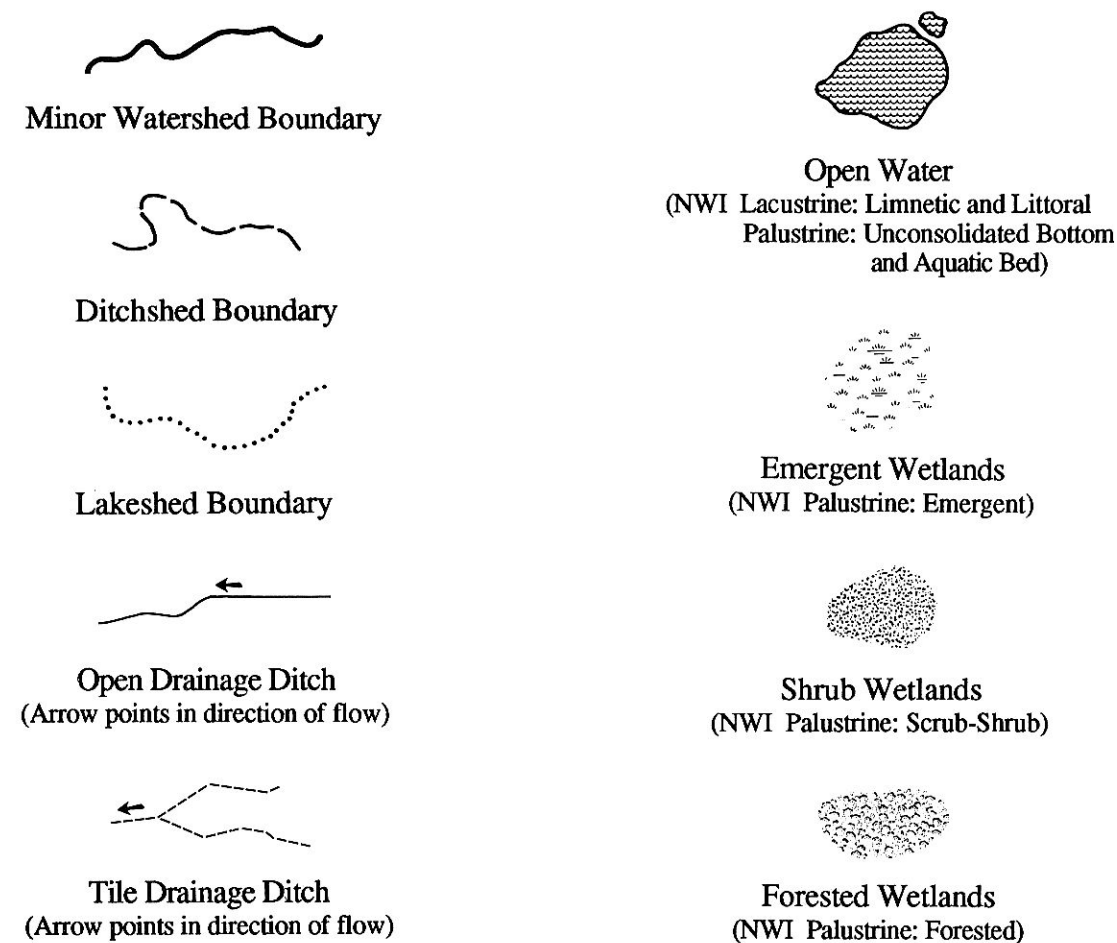 Minor Watershed Boundary
Ditchshed Boundary
Lakeshed Boundary
Open Drainage Ditch
(Arrow points in direction of flow)
Tile Drainage Ditch
(Arrow points in direction of flow)
Open Water
(NWI Lacustrine: Limnetic and Littoral
Palustrine: Unconsolidated Bottom
and Aquatic Bed)
Emergent Wetlands
(NWI Palustrine: Emergent)
Shrub Wetlands
(NWI Palustrine: Scrub-Shrub)
Forested Wetlands
(NWI Palustrine: Forested)